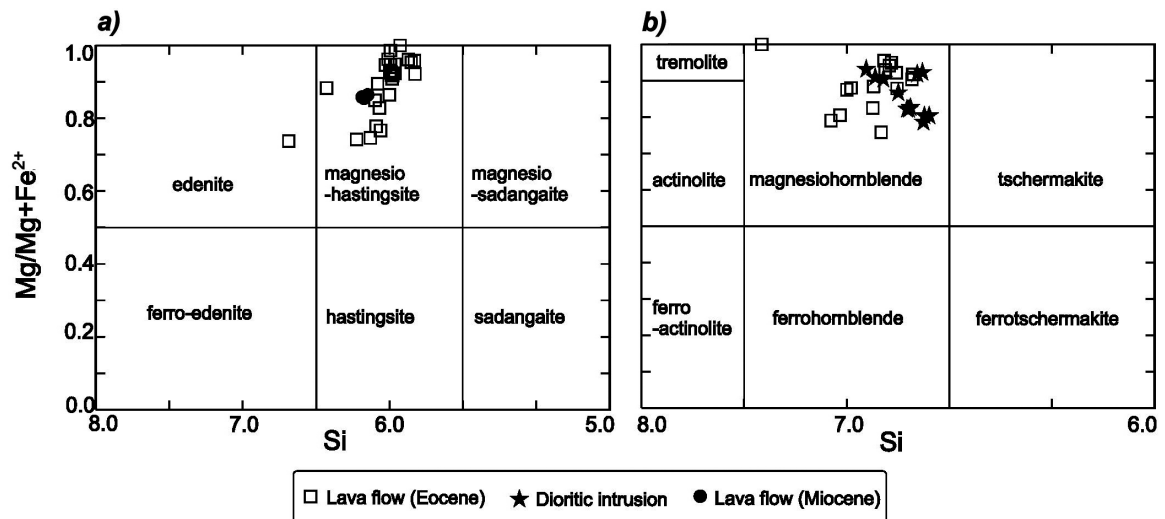 a)
b)
Mg/Mg+Fe²⁺
1.0
0.8
0.6
0.4
0.2
0.0
edenite
magnesio
-hastingsite
magnesio
-sadangaite
ferro-edenite
hastingsite
sadangaite
8.0 7.0 6.0 5.0
Si
tremolite
actinolite
magnesiohornblende
tschermakite
ferro
-actinolite
ferrohornblende
ferrotschermakite
8.0 7.0 6.0
Si
Lava flow (Eocene) Dioritic intrusion Lava flow (Miocene)